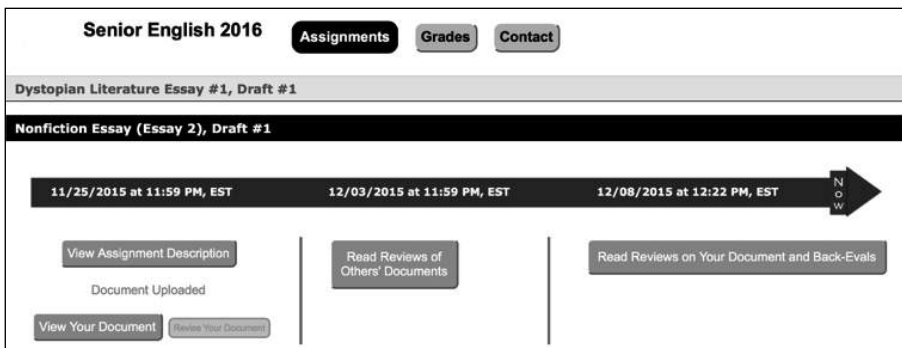 Senior English 2016
Assignments Grades Contact
Dystopian Literature Essay #1, Draft #1
Nonfiction Essay (Essay 2), Draft #1
11/25/2015 at 11:59 PM, EST 12/03/2015 at 11:59 PM, EST 12/08/2015 at 12:22 PM, EST Now
View Assignment Description
Document Uploaded
View Your Document Revise Your Document
Read Reviews of
Others' Documents
Read Reviews on Your Document and Back-Evals